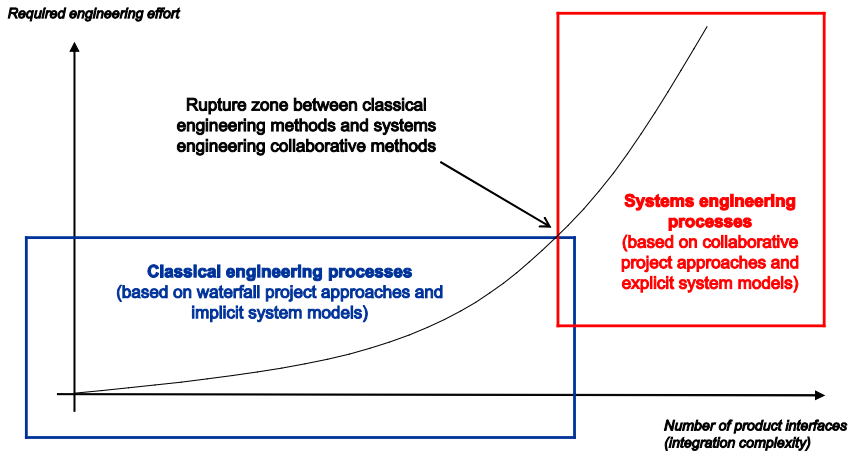 Required engineering effort
Rupture zone between classical
engineering methods and systems
engineering collaborative methods
Systems engineering
processes
(based on collaborative
project approaches and
explicit system models)
Classical engineering processes
(based on waterfall project approaches and
implicit system models)
Number of product interfaces
(integration complexity)